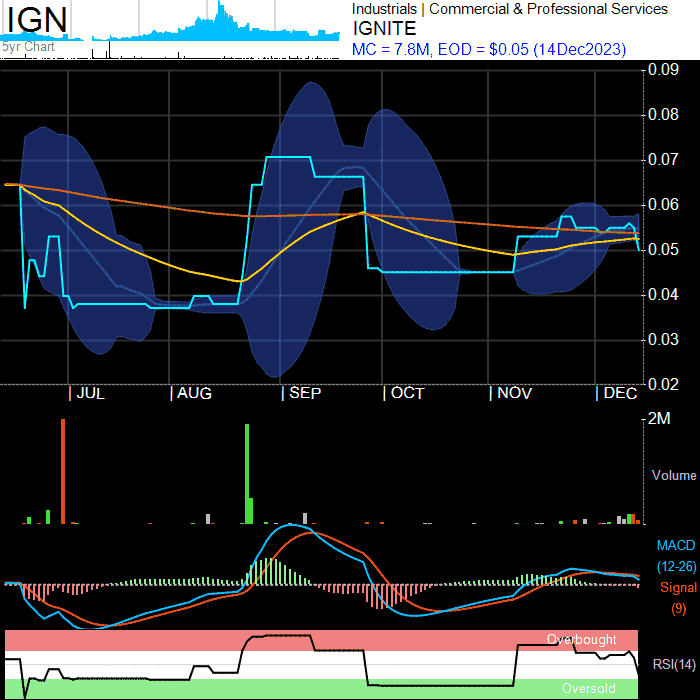 IGN
5yr Chart
Industrials | Commercial & Professional Services
IGNITE
MC = 7.8M, EOD = $0.05 (14Dec2023)
0.09
0.08
0.07
0.06
0.05
0.04
0.03
0.02
| JUL | AUG | SEP | OCT | NOV | DEC
2M
Volume
MACD
(12-26)
Signal
(9)
Overbought
RSI(14)
Oversold